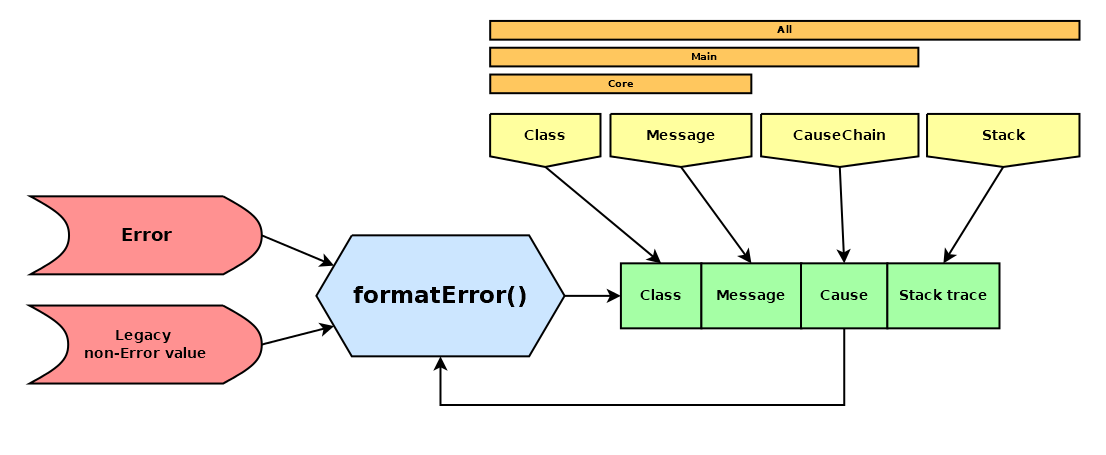 All
Main
Core
Class
Message
CauseChain
Stack
Error
Legacy
non-Error value
formatError()
Class
Message
Cause
Stack trace